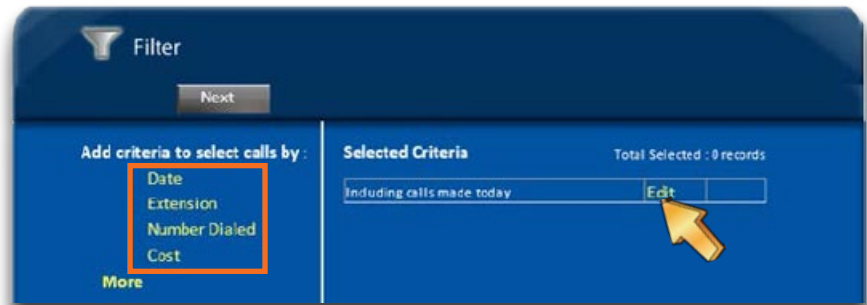 Filter
Next
Add criteria to select calls by :
Date
Extension
Number Dialed
Cost
More
Selected Criteria
Total Selected : 0 records
Including calls made today
Edit